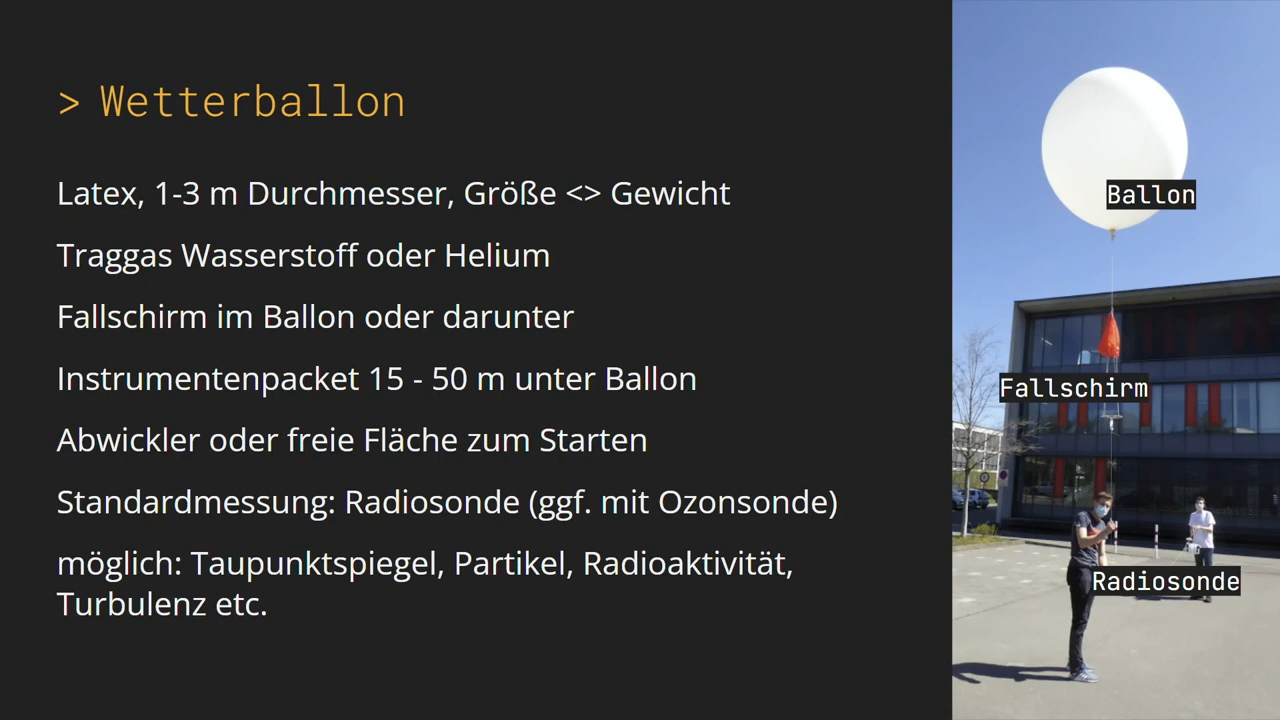 > Wetterballon
Latex, 1-3 m Durchmesser, Größe <> Gewicht
Traggas Wasserstoff oder Helium
Fallschirm im Ballon oder darunter
Instrumentenpacket 15 - 50 m unter Ballon
Abwickler oder freie Fläche zum Starten
Standardmessung: Radiosonde (ggf. mit Ozonsonde)
möglich: Taupunktspiegel, Partikel, Radioaktivität,
Turbulenz etc.
Ballon
Fallschirm
Radiosonde